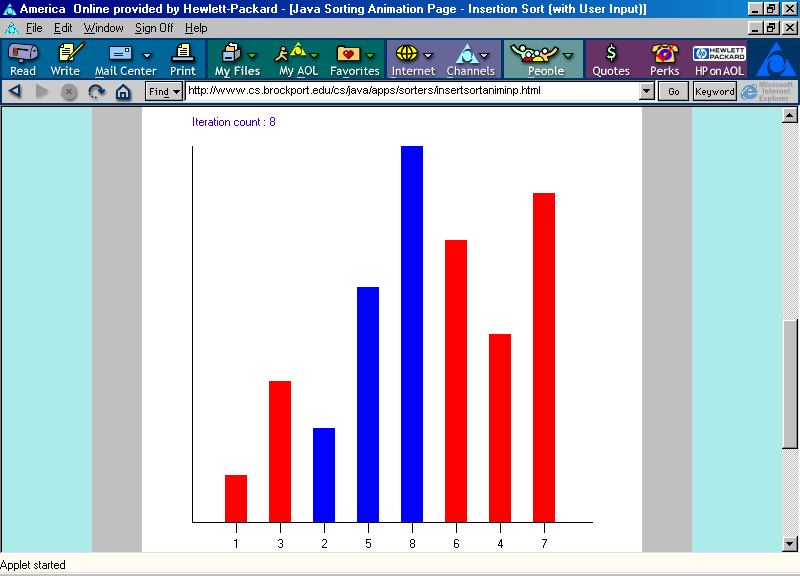 America Online provided by Hewlett-Packard - [Java Sorting Animation Page - Insertion Sort (with User Input)]
File Edit Window Sign Off Help
Read Write Mail Center Print My Files My AOL Favorites Internet Channels People Quotes Perks HP on AOL
HEWLETT PACKARD
Find http://www.cs.brockport.edu/cs/java/apps/sorters/insertsortaniminp.html Go Keyword Microsoft Internet Explorer
Iteration count : 8
1 3 2 5 8 6 4 7
Applet started